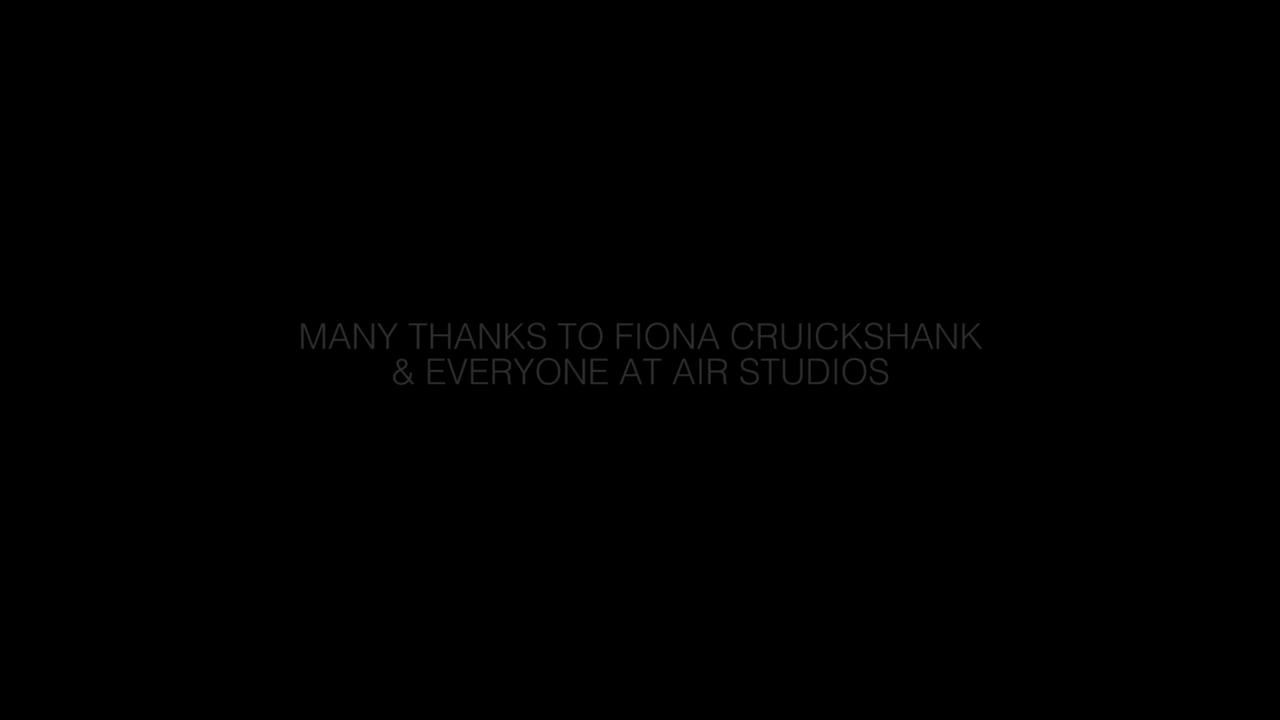 MANY THANKS TO FIONA CRUICKSHANK
& EVERYONE AT AIR STUDIOS